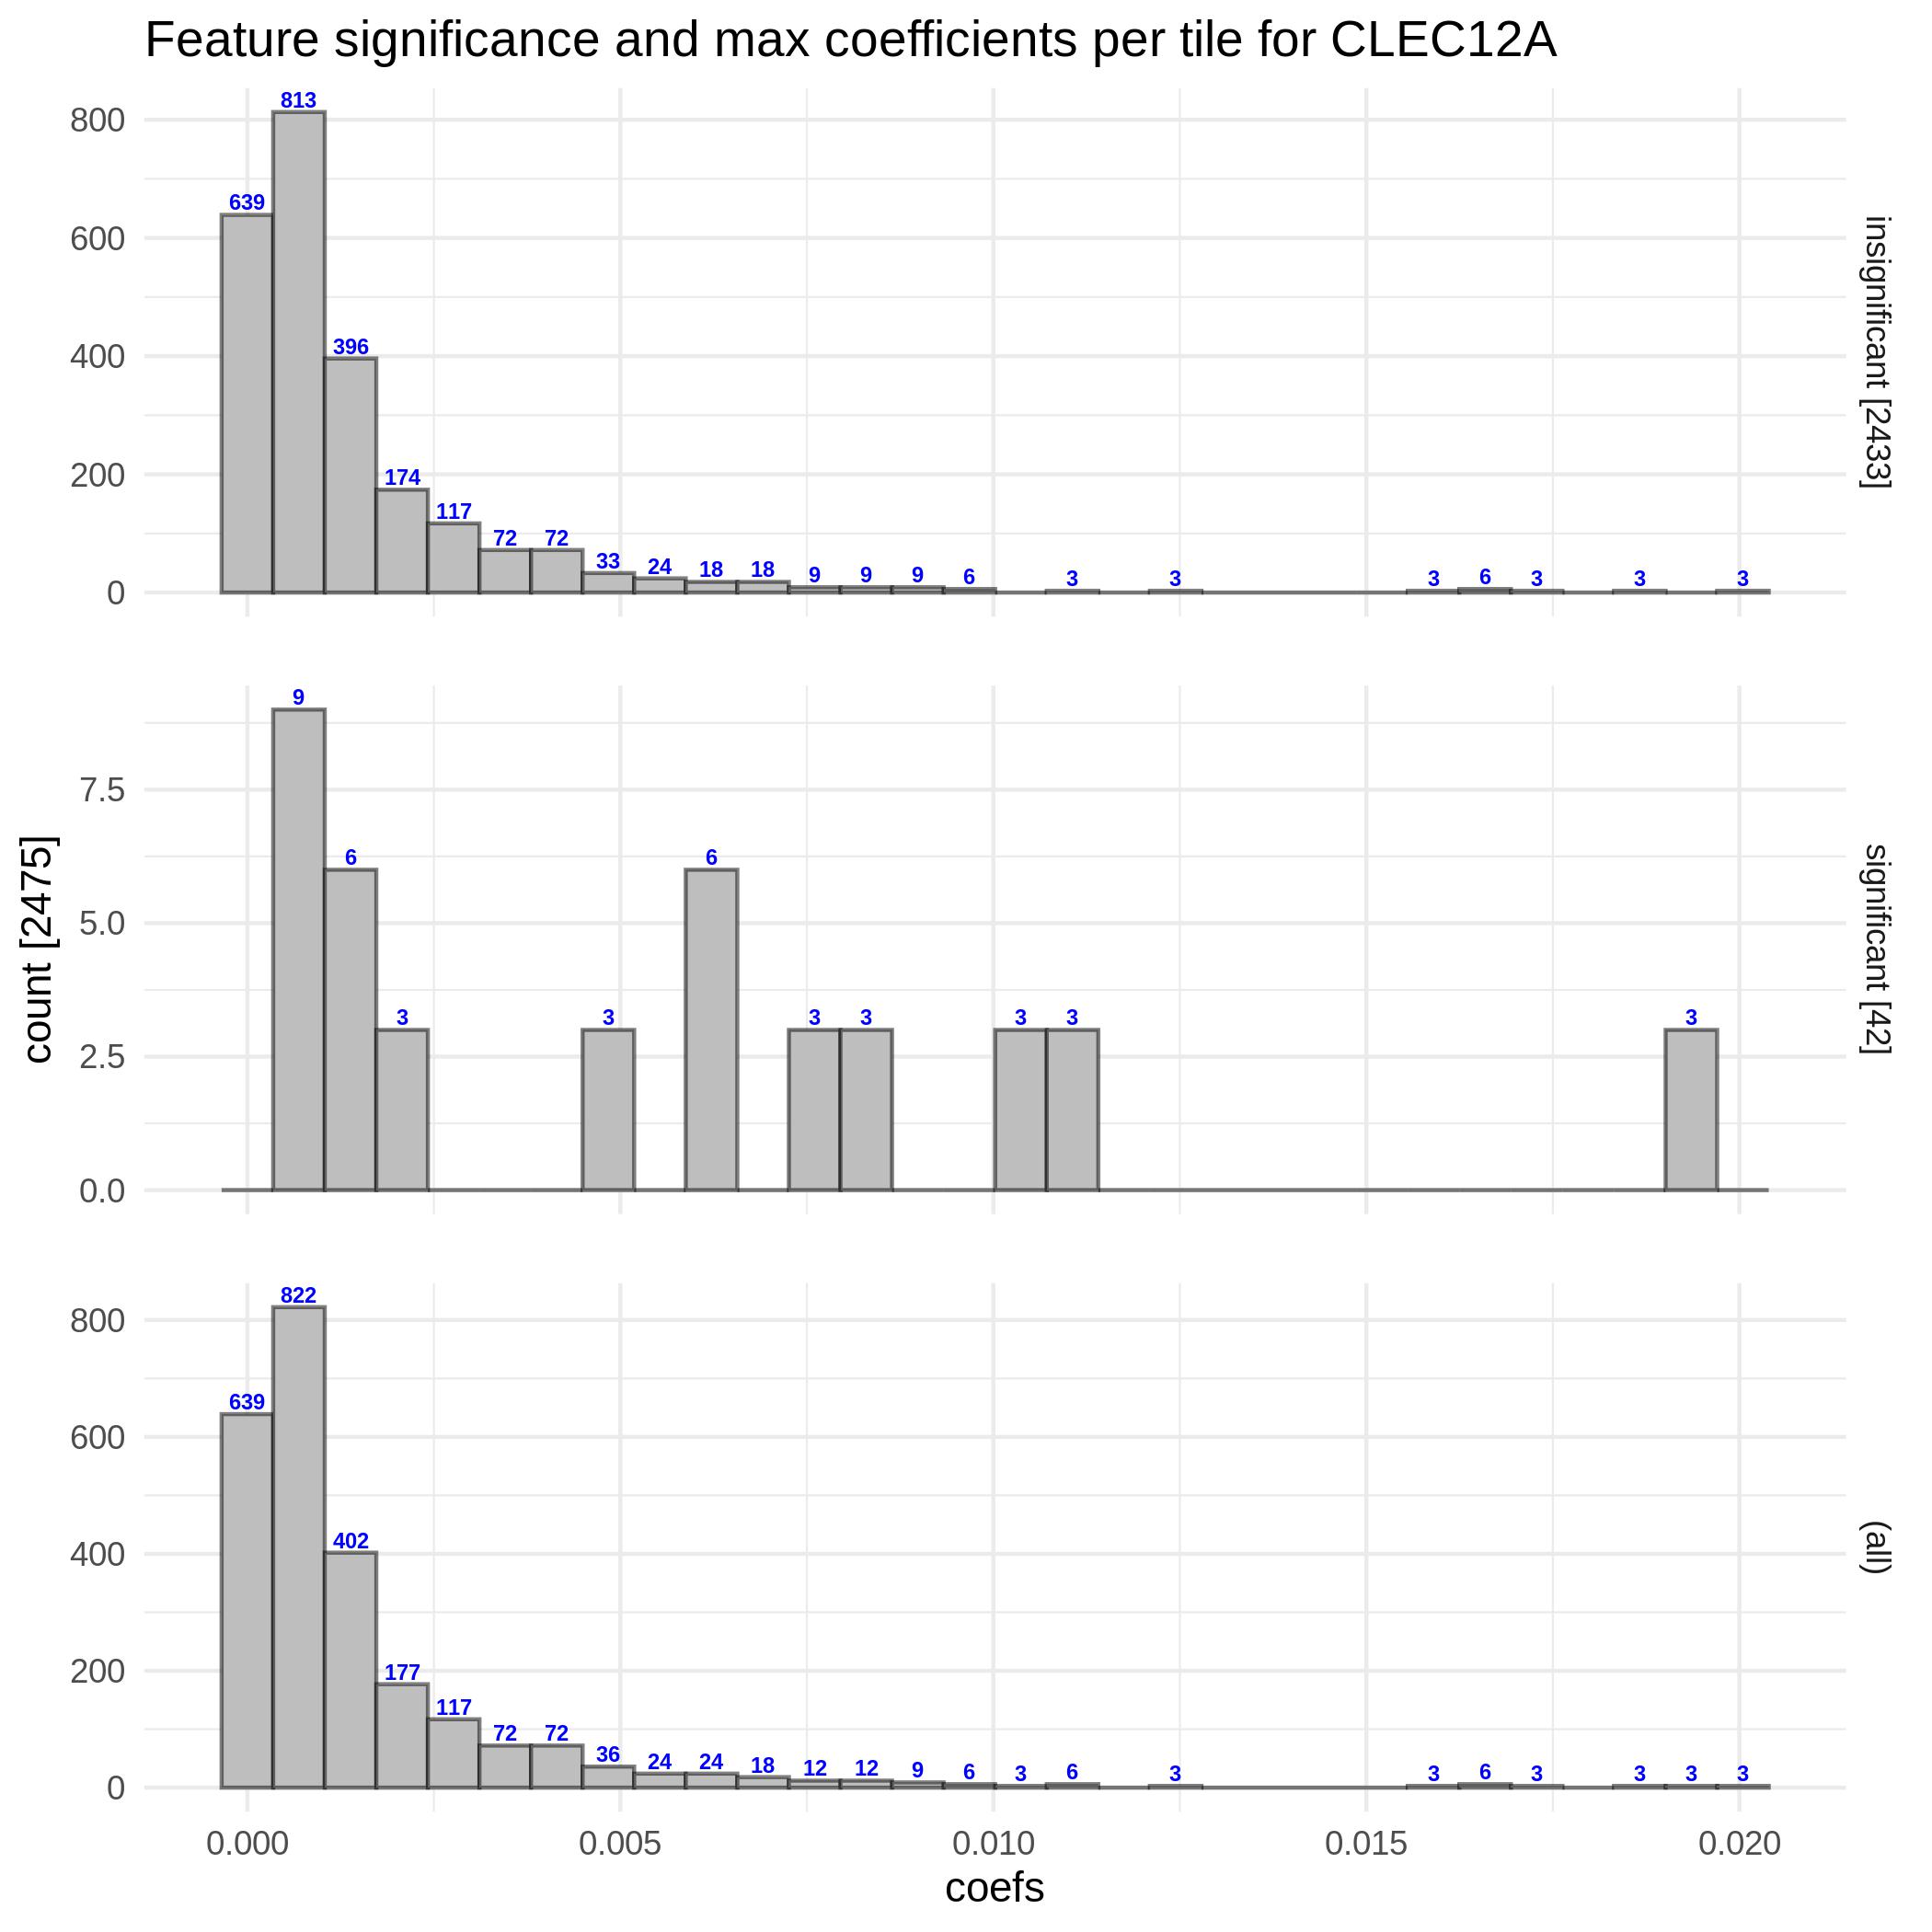 Feature significance and max coefficients per tile for CLEC12A
813
800
639
600
396
400
174
200
117
72 72
33 24 18 18 9 9 9 6 3 3 3 6 3 3 3
0
insignificant [2433]
9
7.5
6 6
5.0
3 3 3 3 3 3 3
2.5
0.0
significant [42]
count [2475]
822
800
639
600
402
400
177
200
117
72 72
36 24 24 18 12 12 9 6 3 6 3 3 6 3 3 3 3
0
(all)
0.000 0.005 0.010 0.015 0.020
coefs